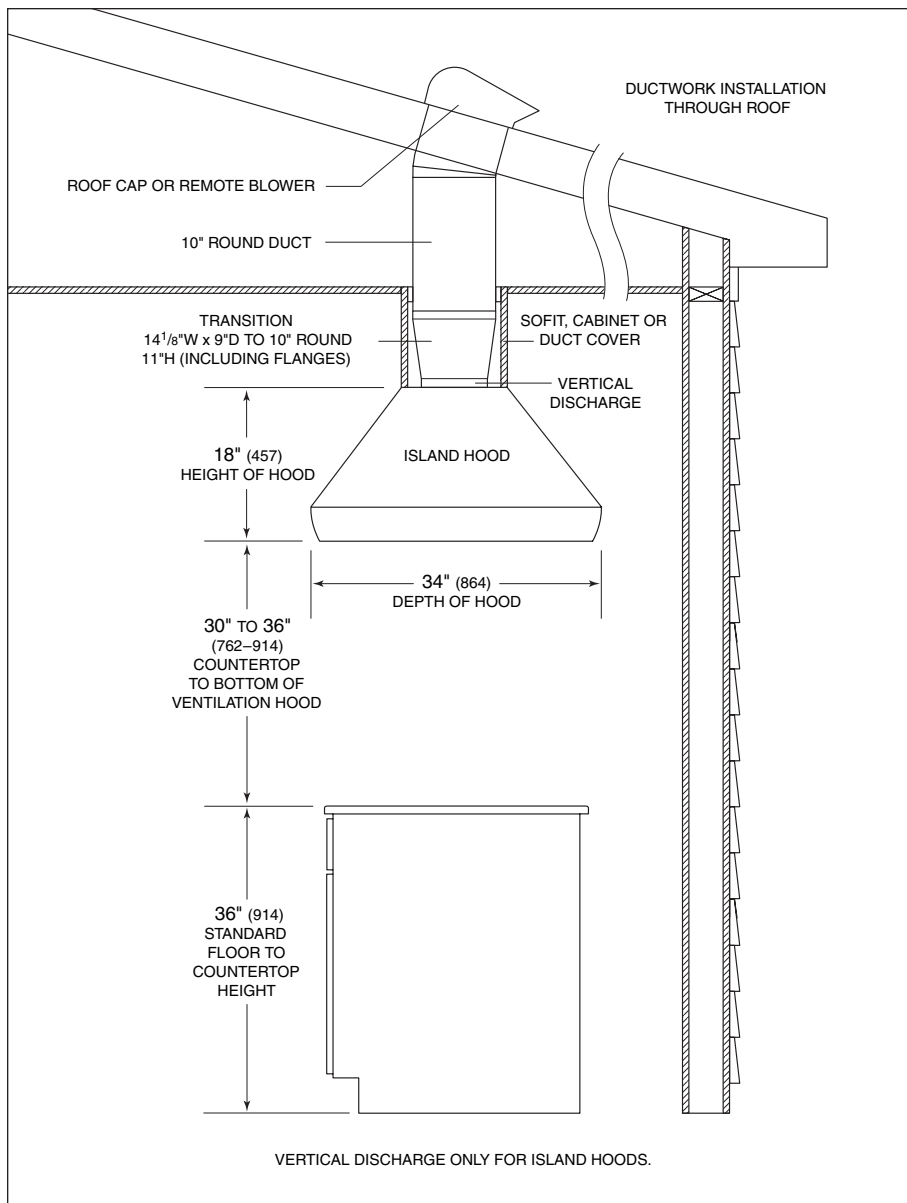 DUCTWORK INSTALLATION
THROUGH ROOF
ROOF CAP OR REMOTE BLOWER
10" ROUND DUCT
TRANSITION
14 1/8"W x 9"D TO 10" ROUND
11"H (INCLUDING FLANGES)
SOFIT, CABINET OR
DUCT COVER
VERTICAL
DISCHARGE
18" (457)
HEIGHT OF HOOD
ISLAND HOOD
34" (864)
DEPTH OF HOOD
30" TO 36"
(762–914)
COUNTERTOP
TO BOTTOM OF
VENTILATION HOOD
36" (914)
STANDARD
FLOOR TO
COUNTERTOP
HEIGHT
VERTICAL DISCHARGE ONLY FOR ISLAND HOODS.